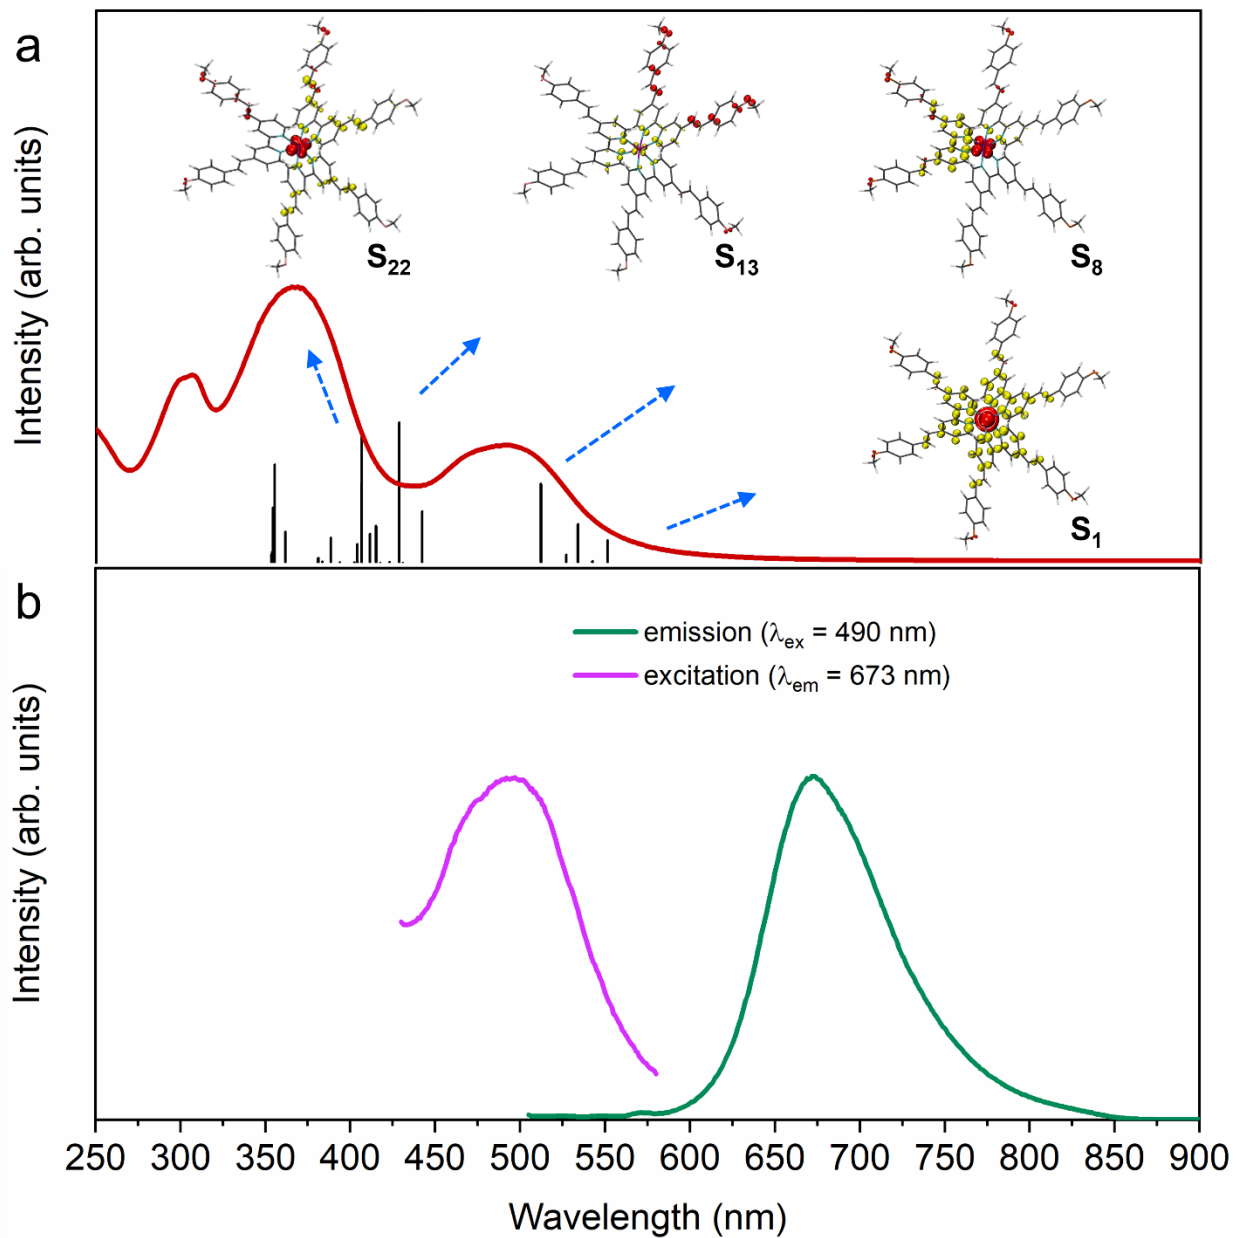 a
Intensity (arb. units)
S22
S13
S8
S1
b
Intensity (arb. units)
emission (λex = 490 nm)
excitation (λem = 673 nm)
250 300 350 400 450 500 550 600 650 700 750 800 850 900
Wavelength (nm)